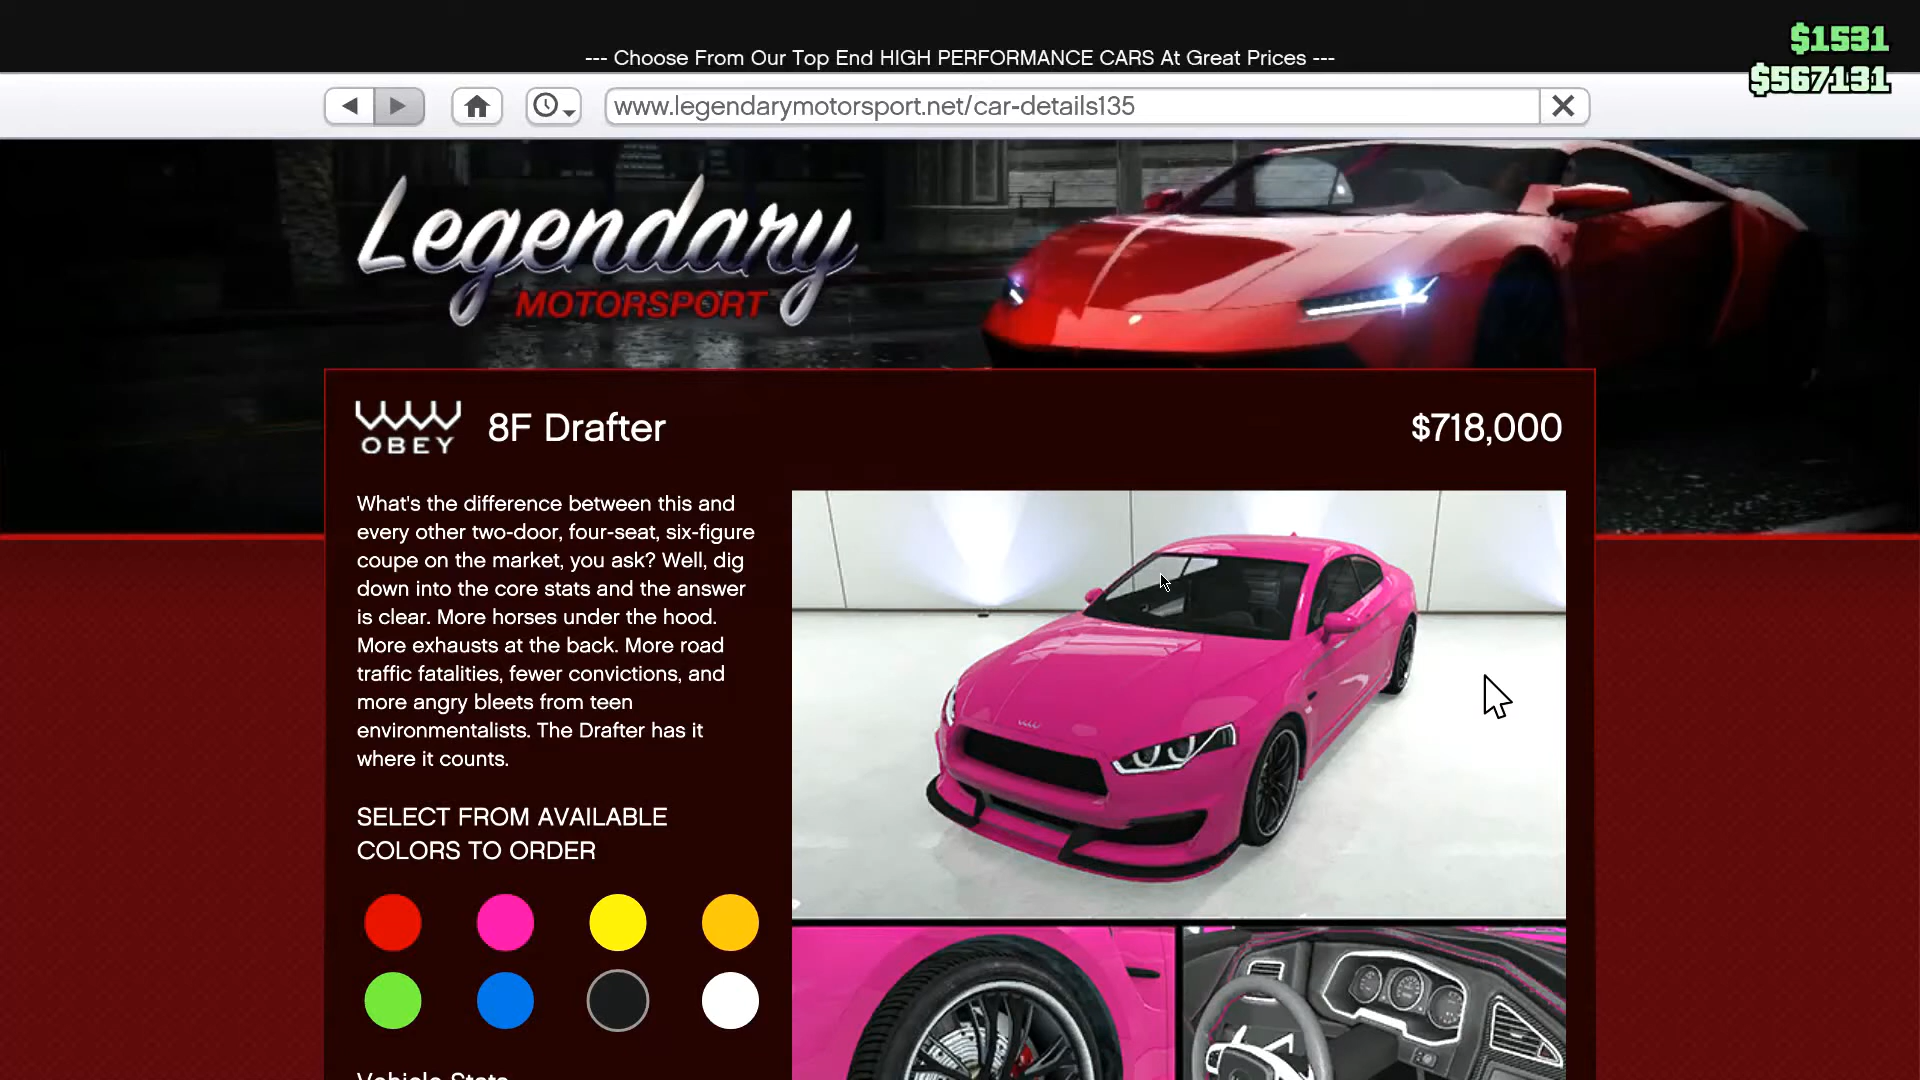 $1531
--- Choose From Our Top End HIGH PERFORMANCE CARS At Great Prices ---
$567131
www.legendarymotorsport.net/car-details135
Legendary
MOTORSPORT
OBEY
8F Drafter
$718,000
What's the difference between this and
every other two-door, four-seat, six-figure
coupe on the market, you ask? Well, dig
down into the core stats and the answer
is clear. More horses under the hood.
More exhausts at the back. More road
traffic fatalities, fewer convictions, and
more angry bleets from teen
environmentalists. The Drafter has it
where it counts.
SELECT FROM AVAILABLE
COLORS TO ORDER
Vehicle Stats